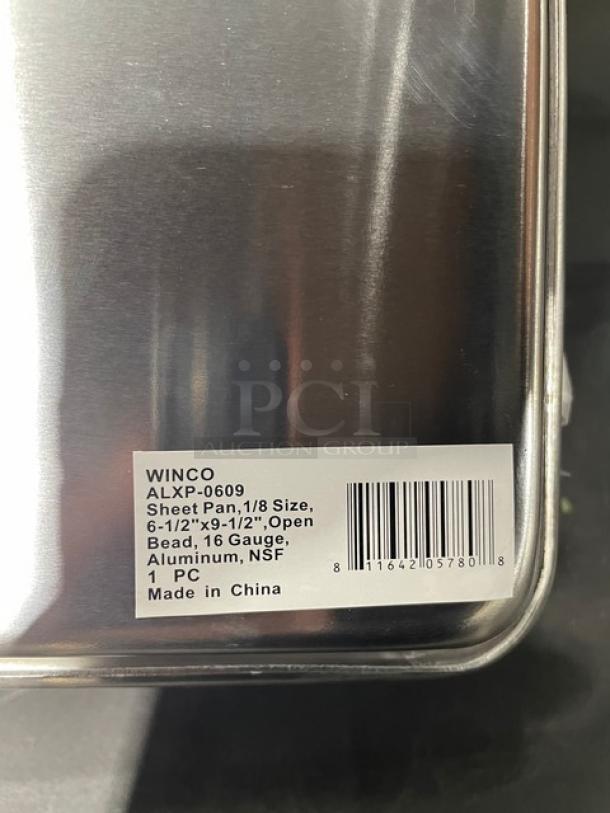 PCI
AUCTION GROUP
WINCO
ALXP-0609
Sheet Pan,1/8 Size,
6-1/2"x9-1/2",Open
Bead, 16 Gauge,
Aluminum, NSF
1 PC
Made in China
8 11642 05780 8